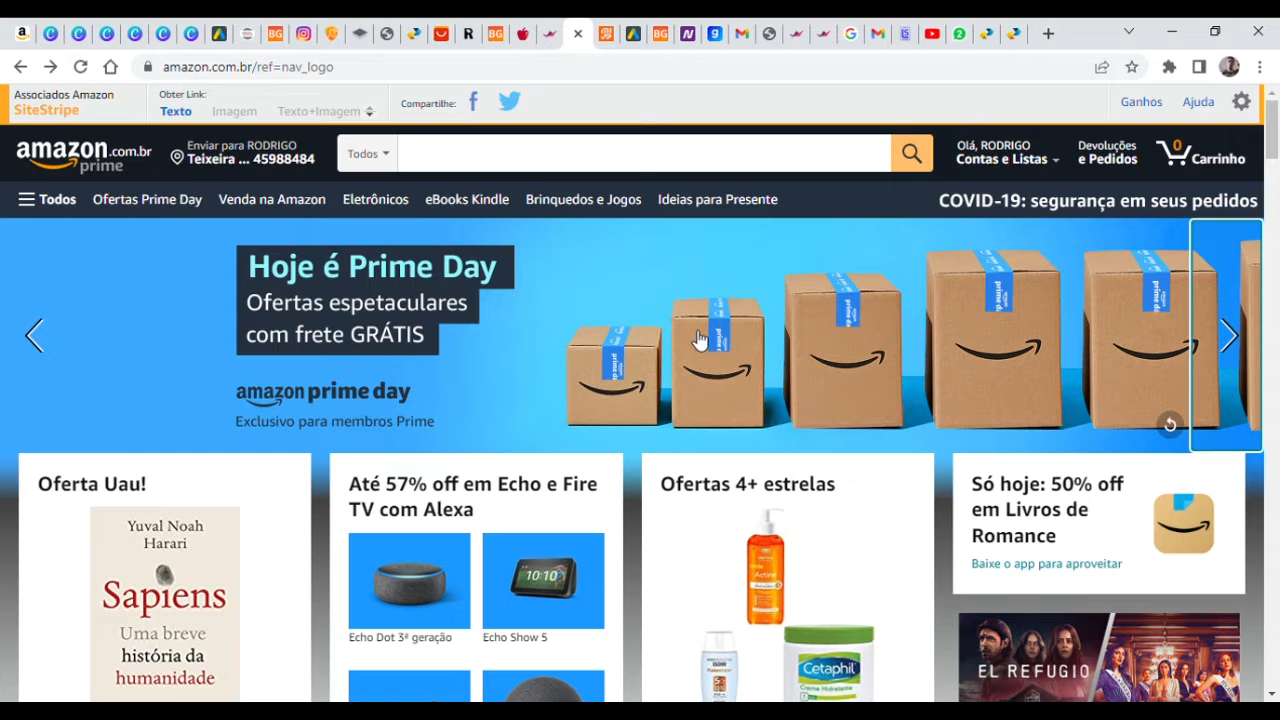 amazon.com.br/ref=nav_logo
Associados Amazon
SiteStripe
Obter Link:
Texto
Imagem
Texto+Imagem
Compartilhe:
Ganhos
Ajuda
amazon.com.br
prime
Enviar para RODRIGO
Teixeira ... 45988484
Todos
Olá, RODRIGO
Contas e Listas
Devoluções
e Pedidos
0
Carrinho
Todos
Ofertas Prime Day
Venda na Amazon
Eletrônicos
eBooks Kindle
Brinquedos e Jogos
Ideias para Presente
COVID-19: segurança em seus pedidos
Hoje é Prime Day
Ofertas espetaculares
com frete GRÁTIS
amazon prime day
Exclusivo para membros Prime
Oferta Uau!
Yuval Noah
Harari
Sapiens
Uma breve
história da
humanidade
Até 57% off em Echo e Fire
TV com Alexa
10:10
Echo Dot 3ª geração
Echo Show 5
Ofertas 4+ estrelas
Actine
Cetaphil
Creme Hidratante
Só hoje: 50% off
em Livros de
Romance
Baixe o app para aproveitar
EL REFUGIO